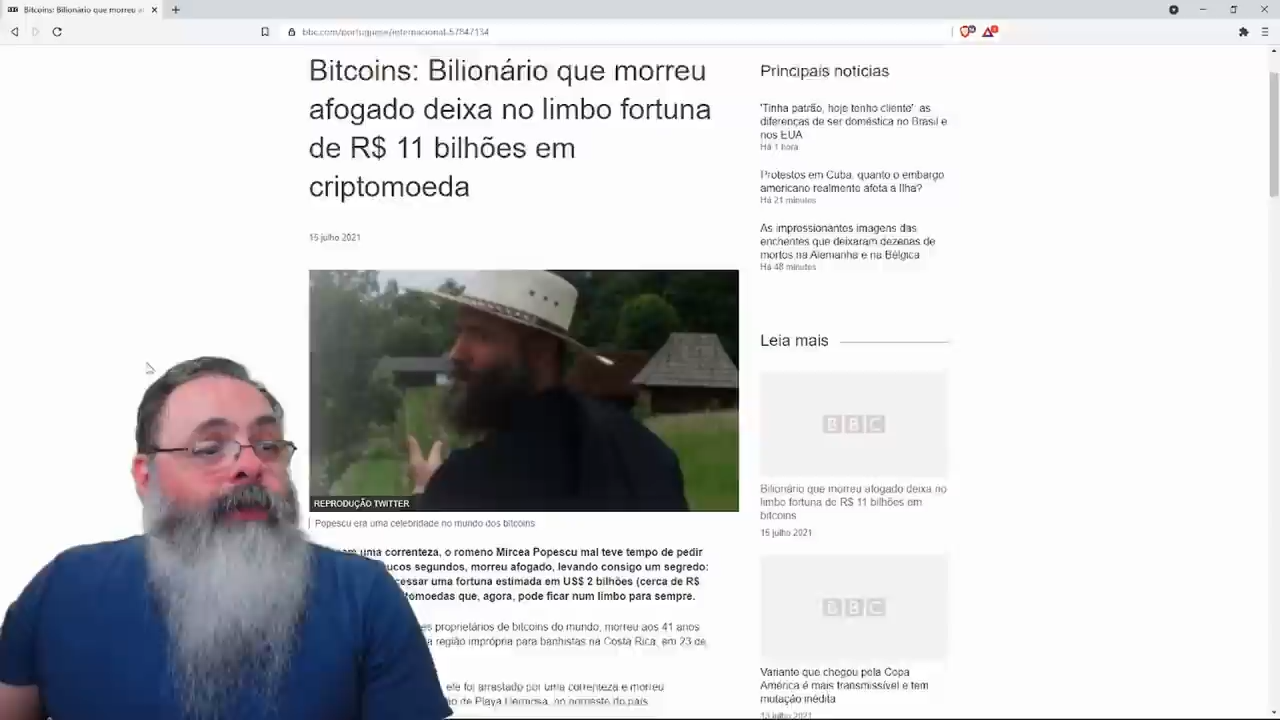 Bitcoins: Bilionário que morreu a
bbc.com/portuguese/internacional-57847134
Bitcoins: Bilionário que morreu
afogado deixa no limbo fortuna
de R$ 11 bilhões em
criptomoeda
15 julho 2021
REPRODUÇÃO TWITTER
Popescu era uma celebridade no mundo dos bitcoins
uma correnteza, o romeno Mircea Popescu mal teve tempo de pedir
segundos, morreu afogado, levando consigo um segredo:
uma fortuna estimada em US$ 2 bilhões (cerca de R$
que, agora, pode ficar num limbo para sempre.
proprietários de bitcoins do mundo, morreu aos 41 anos
região imprópria para banhistas na Costa Rica, em 23 de
ele foi arrastado por uma correnteza e morreu
de Playa Hermosa, no noroeste do país
Principais notícias
'Tinha patrão, hoje tenho cliente': as
diferenças de ser doméstica no Brasil e
nos EUA
Há 1 hora
Protestos em Cuba: quanto o embargo
americano realmente afeta a ilha?
Há 21 minutos
As impressionantes imagens das
enchentes que deixaram dezenas de
mortos na Alemanha e na Bélgica
Há 48 minutos
Leia mais
BBC
Bilionário que morreu afogado deixa no
limbo fortuna de R$ 11 bilhões em
bitcoins
15 julho 2021
BBC
Variante que chegou pela Copa
América é mais transmissível e tem
mutação inédita
13 julho 2021